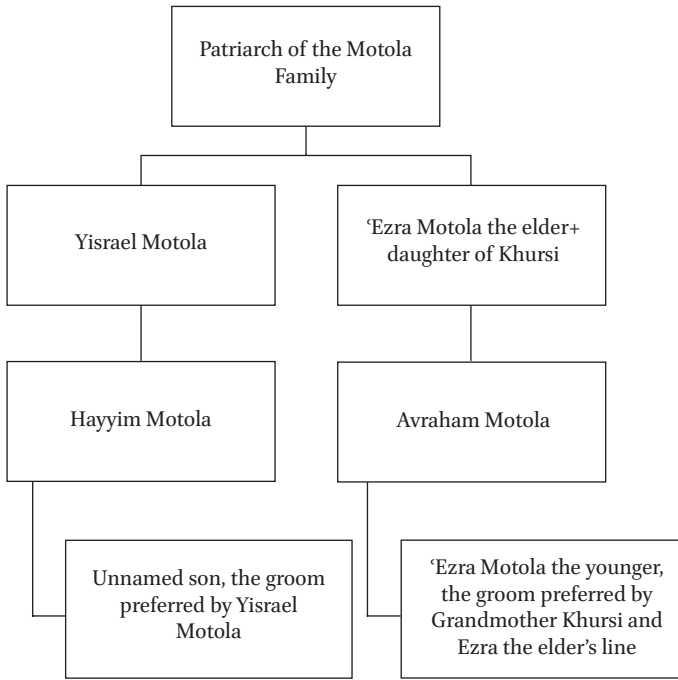 Patriarch of the Motola
Family
Yisrael Motola
ʿEzra Motola the elder+
daughter of Khursi
Hayyim Motola
Avraham Motola
Unnamed son, the groom
preferred by Yisrael
Motola
ʿEzra Motola the younger,
the groom preferred by
Grandmother Khursi and
Ezra the elder’s line